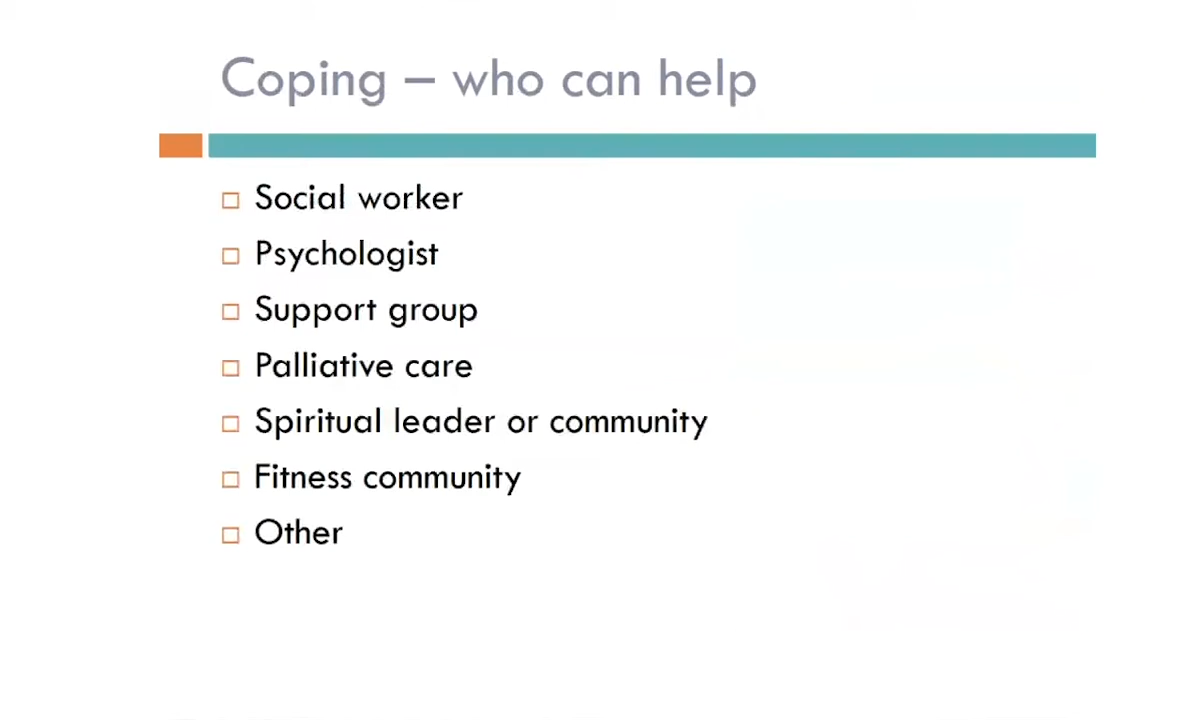 Coping – who can help
Social worker
Psychologist
Support group
Palliative care
Spiritual leader or community
Fitness community
Other